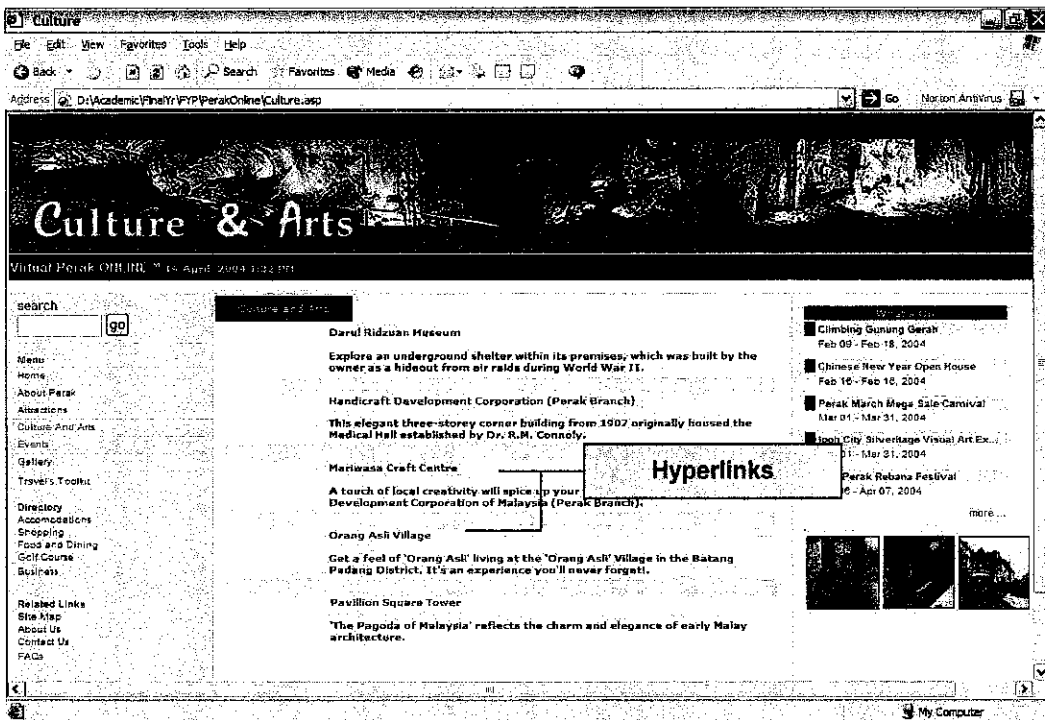 Culture
File Edit View Favorites Tools Help
Back Search Favorites Media
Address D:\Academic\FinalYr\FYP\PerakOnline\Culture.asp Go Norton AntiVirus
Culture & Arts
Virtual Perak ONLINE 14 April 2004 1:32 PM
search
go
Menu
Home
About Perak
Attractions
Culture And Arts
Events
Gallery
Travel's Toolkit
Directory
Accomodations
Shopping
Food and Dining
Golf Course
Business
Related Links
Site Map
About Us
Contact Us
FAQs
Culture and Arts
Darul Ridzuan Museum
Explore an underground shelter within its premises, which was built by the
owner as a hideout from air raids during World War II.
Handicraft Development Corporation (Perak Branch)
This elegant three-storey corner building from 1907 originally housed the
Medical Hall established by Dr. R.M. Connoly.
Mariwasa Craft Centre
A touch of local creativity will spice up your
Development Corporation of Malaysia (Perak Branch).
Orang Asli Village
Get a feel of 'Orang Asli' living at the 'Orang Asli' Village in the Batang
Padang District. It's an experience you'll never forget!.
Pavillion Square Tower
'The Pagoda of Malaysia' reflects the charm and elegance of early Malay
architecture.
Hyperlinks
What's On
Climbing Gunung Gerah
Feb 09 - Feb 18, 2004
Chinese New Year Open House
Feb 16 - Feb 16, 2004
Perak March Mega Sale Carnival
Mar 01 - Mar 31, 2004
Ipoh City Silveritage Visual Art Ex...
01 - Mar 31, 2004
Perak Rebana Festival
- Apr 07, 2004
more ...
My Computer